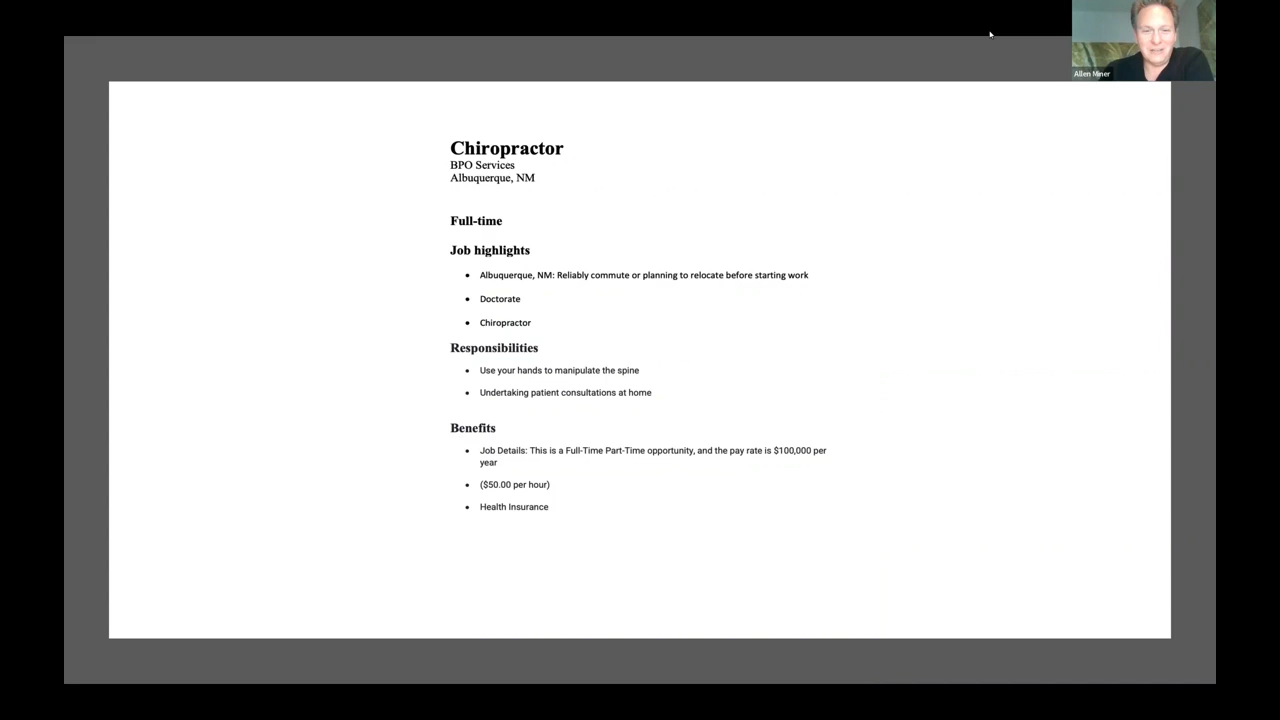 Allen Miner
Chiropractor
BPO Services
Albuquerque, NM
Full-time
Job highlights
Albuquerque, NM: Reliably commute or planning to relocate before starting work
Doctorate
Chiropractor
Responsibilities
Use your hands to manipulate the spine
Undertaking patient consultations at home
Benefits
Job Details: This is a Full-Time Part-Time opportunity, and the pay rate is $100,000 per
year
($50.00 per hour)
Health Insurance